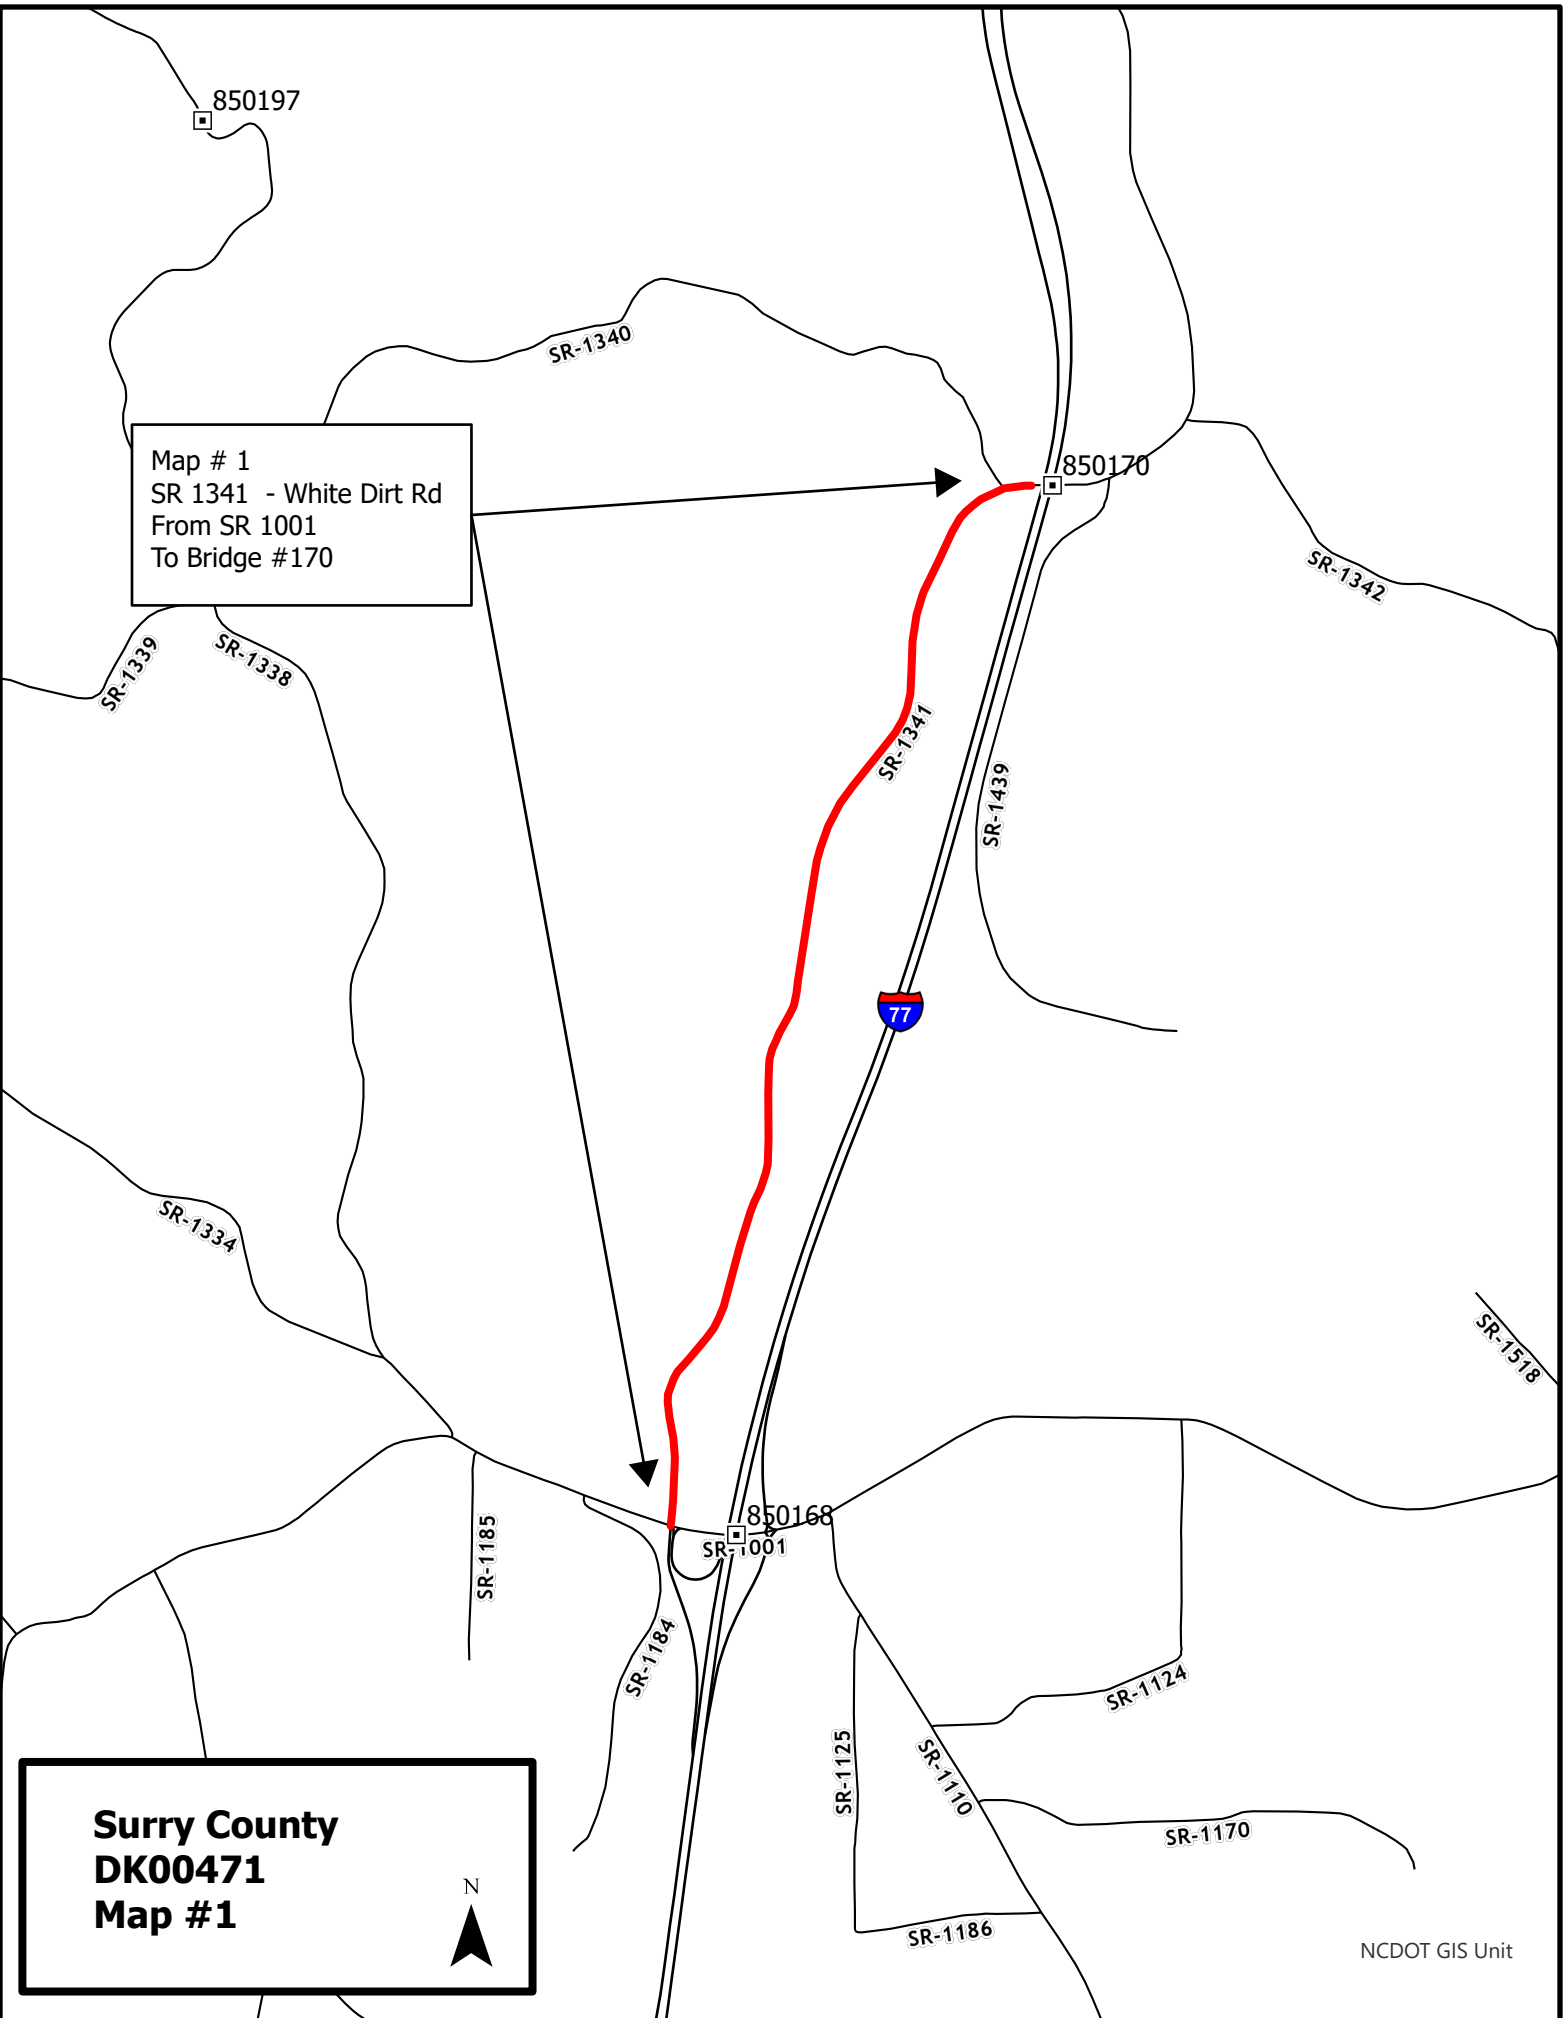 850197
SR-1340
Map # 1
SR 1341 - White Dirt Rd
From SR 1001
To Bridge #170
850170
SR-1342
SR-1339
SR-1338
SR-1341
SR-1439
77
SR-1334
SR-1518
850168
SR-1001
SR-1185
SR-1184
SR-1124
SR-1125
SR-1110
SR-1170
SR-1186
Surry County
DK00471
Map #1
N
NCDOT GIS Unit